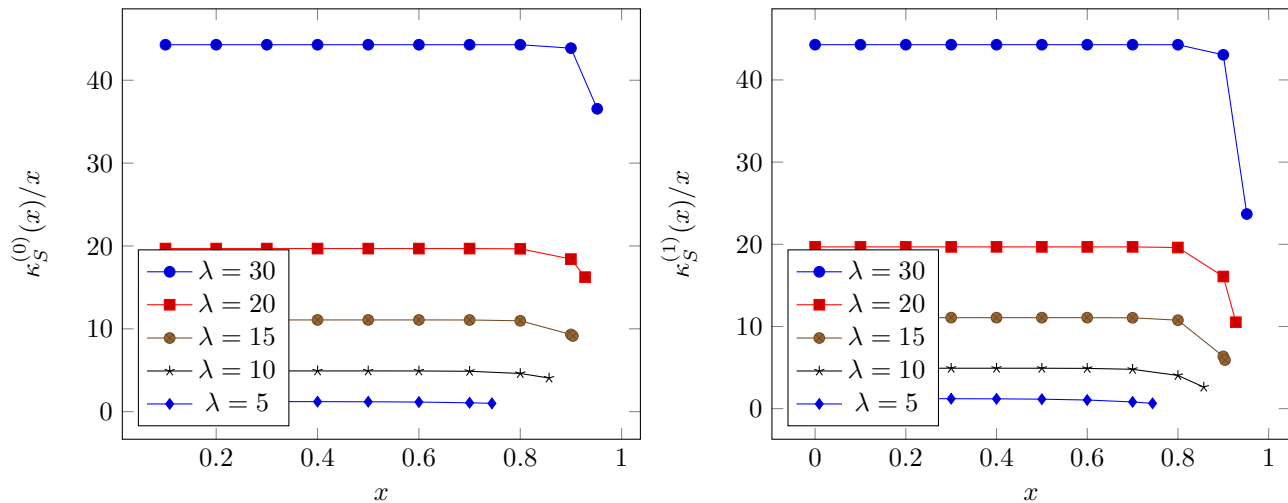 40
30
20
10
0
κ_S^{(0)}(x)/x
λ = 30
λ = 20
λ = 15
λ = 10
λ = 5
0.2 0.4 0.6 0.8 1
x
40
30
20
10
0
κ_S^{(1)}(x)/x
λ = 30
λ = 20
λ = 15
λ = 10
λ = 5
0 0.2 0.4 0.6 0.8 1
x